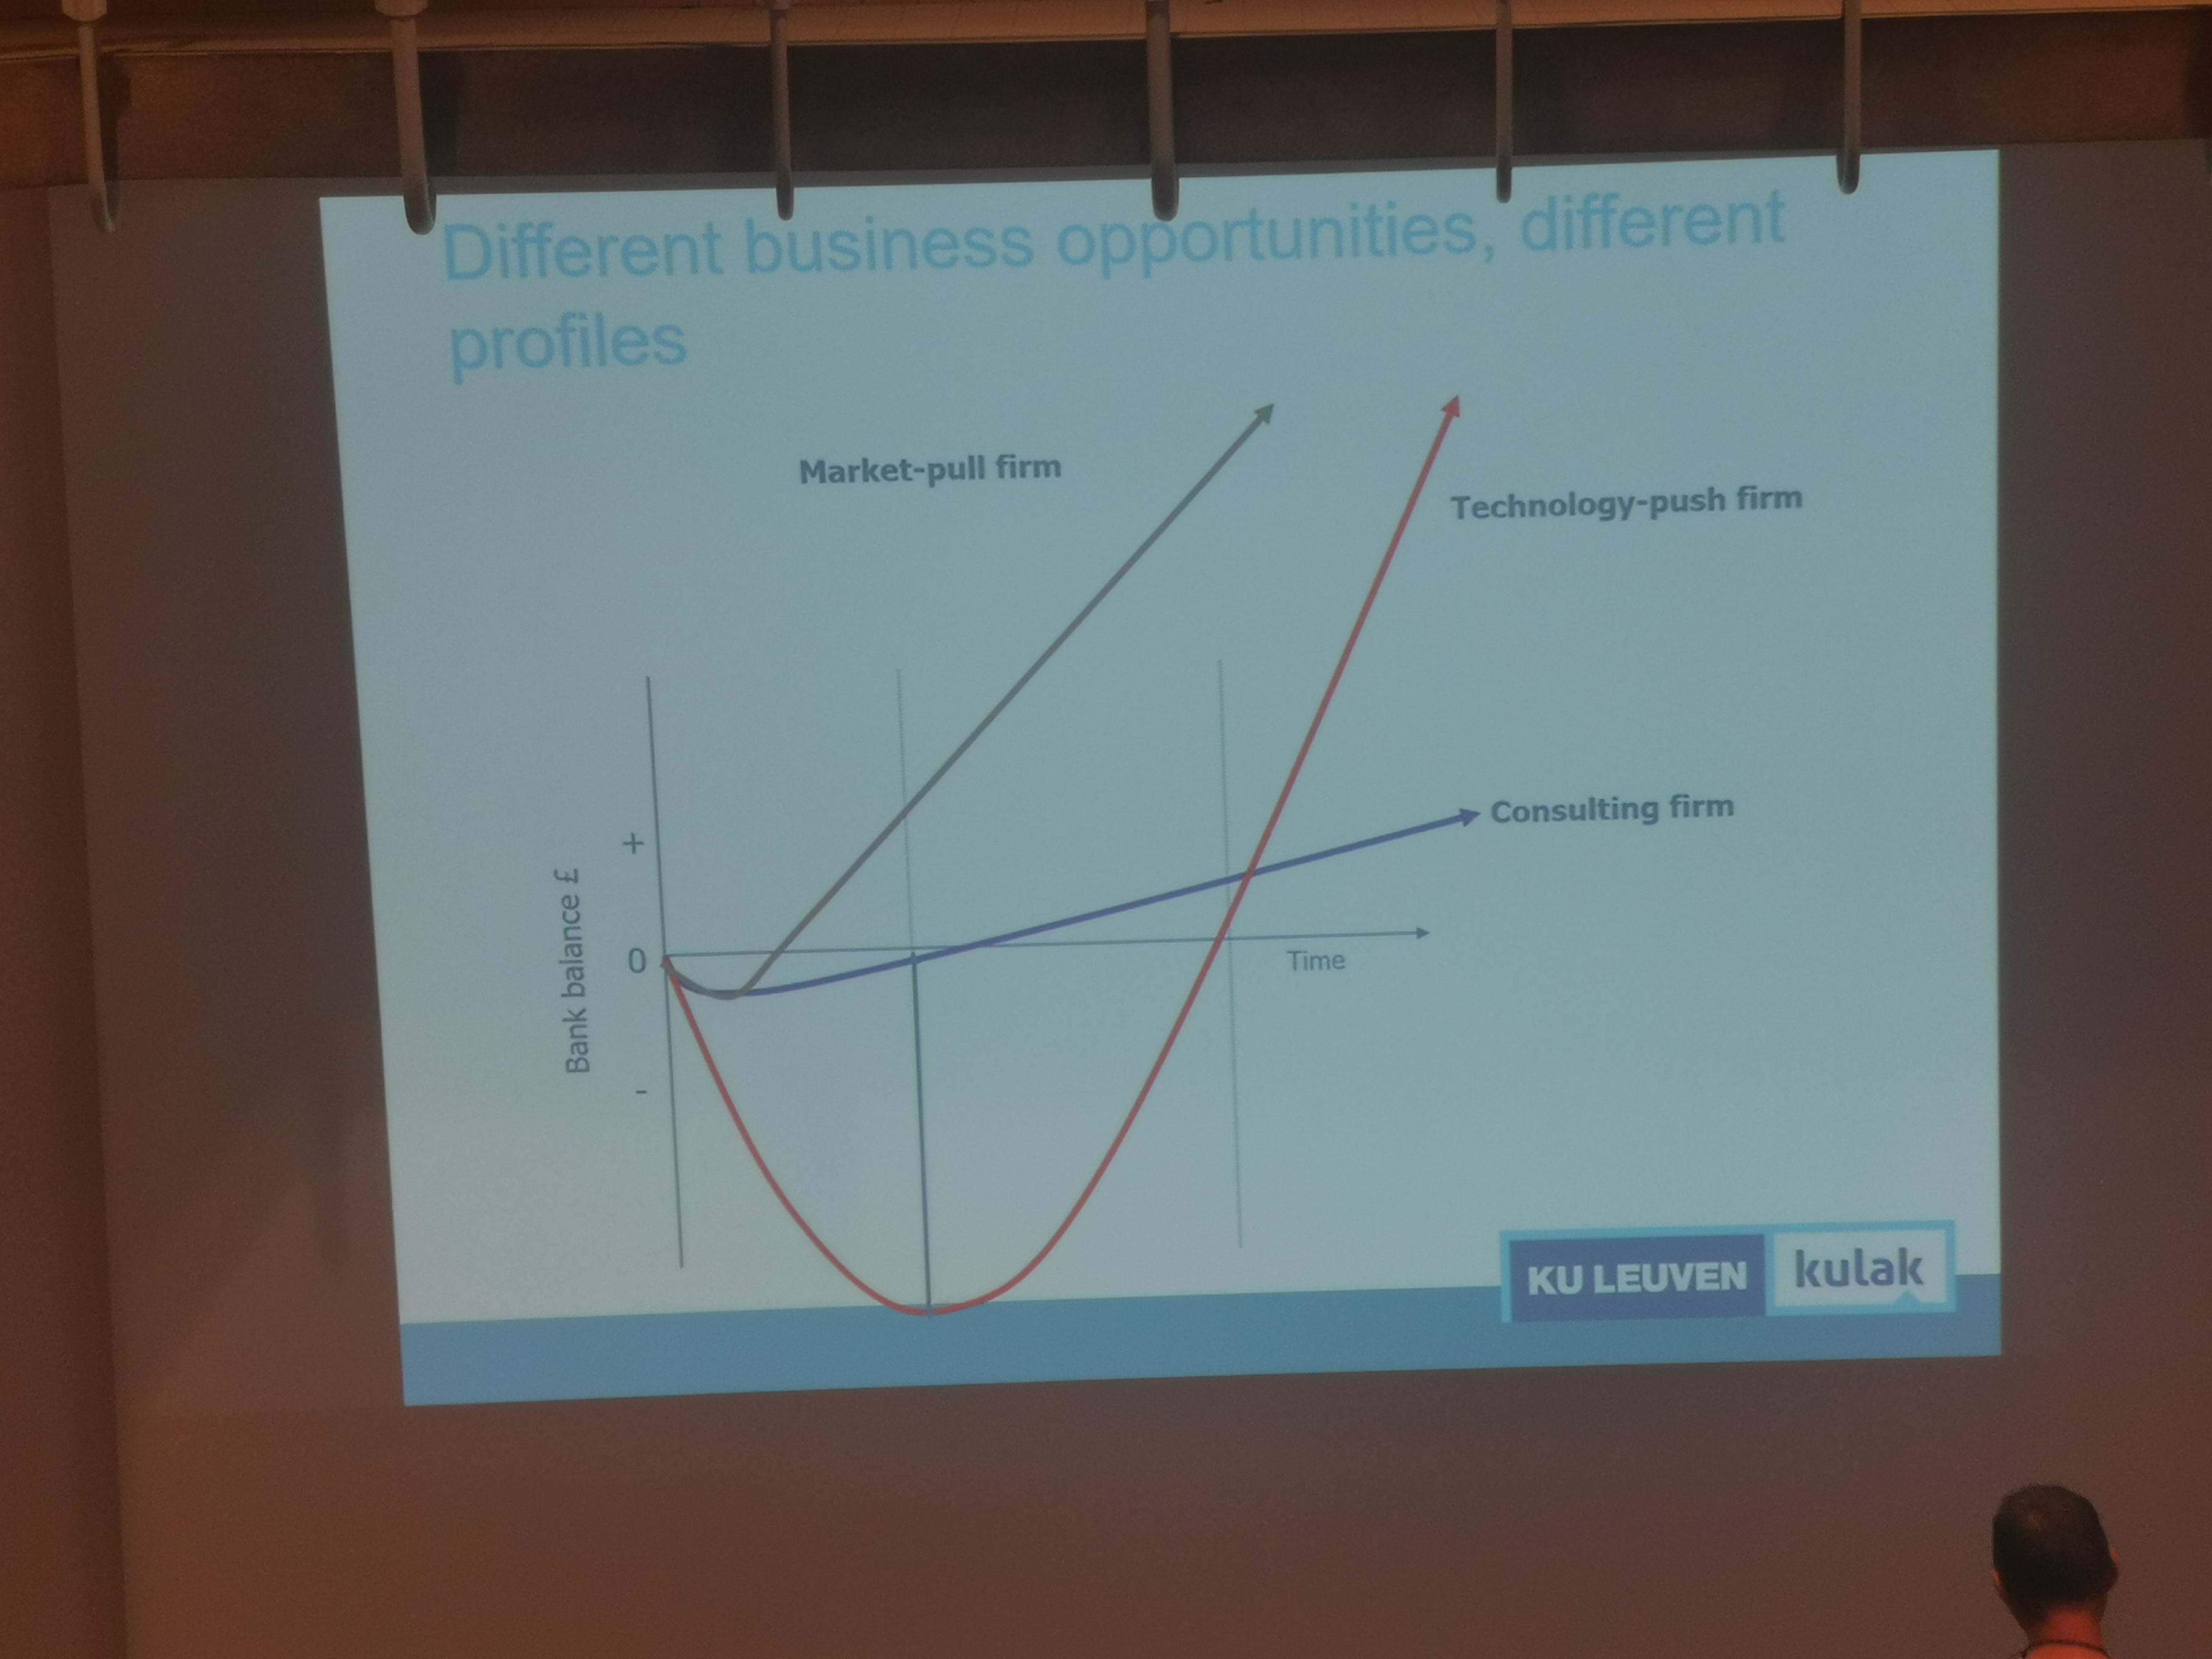 Different business opportunities, different
profiles
Market-pull firm
Technology-push firm
Consulting firm
+
Bank balance £
0
Time
-
KU LEUVEN
kulak